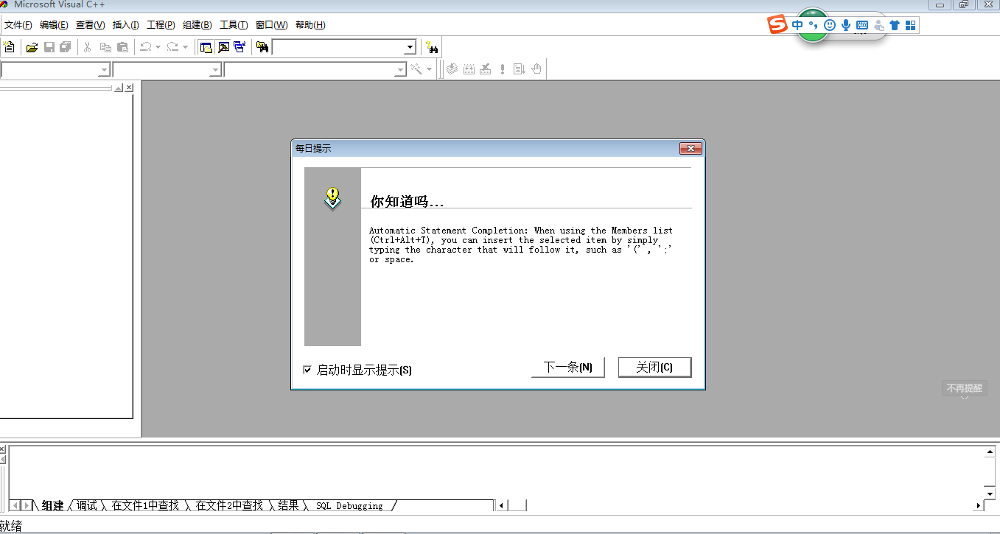 Microsoft Visual C++
文件(F) 编辑(E) 查看(V) 插入(I) 工程(P) 组建(B) 工具(T) 窗口(W) 帮助(H)
中
每日提示
你知道吗...
Automatic Statement Completion: When using the Members list
(Ctrl+Alt+T), you can insert the selected item by simply
typing the character that will follow it, such as '(' , ';'
or space.
启动时显示提示(S)
下一条(N)
关闭(C)
不再提醒
组建 调试 在文件1中查找 在文件2中查找 结果 SQL Debugging
就绪